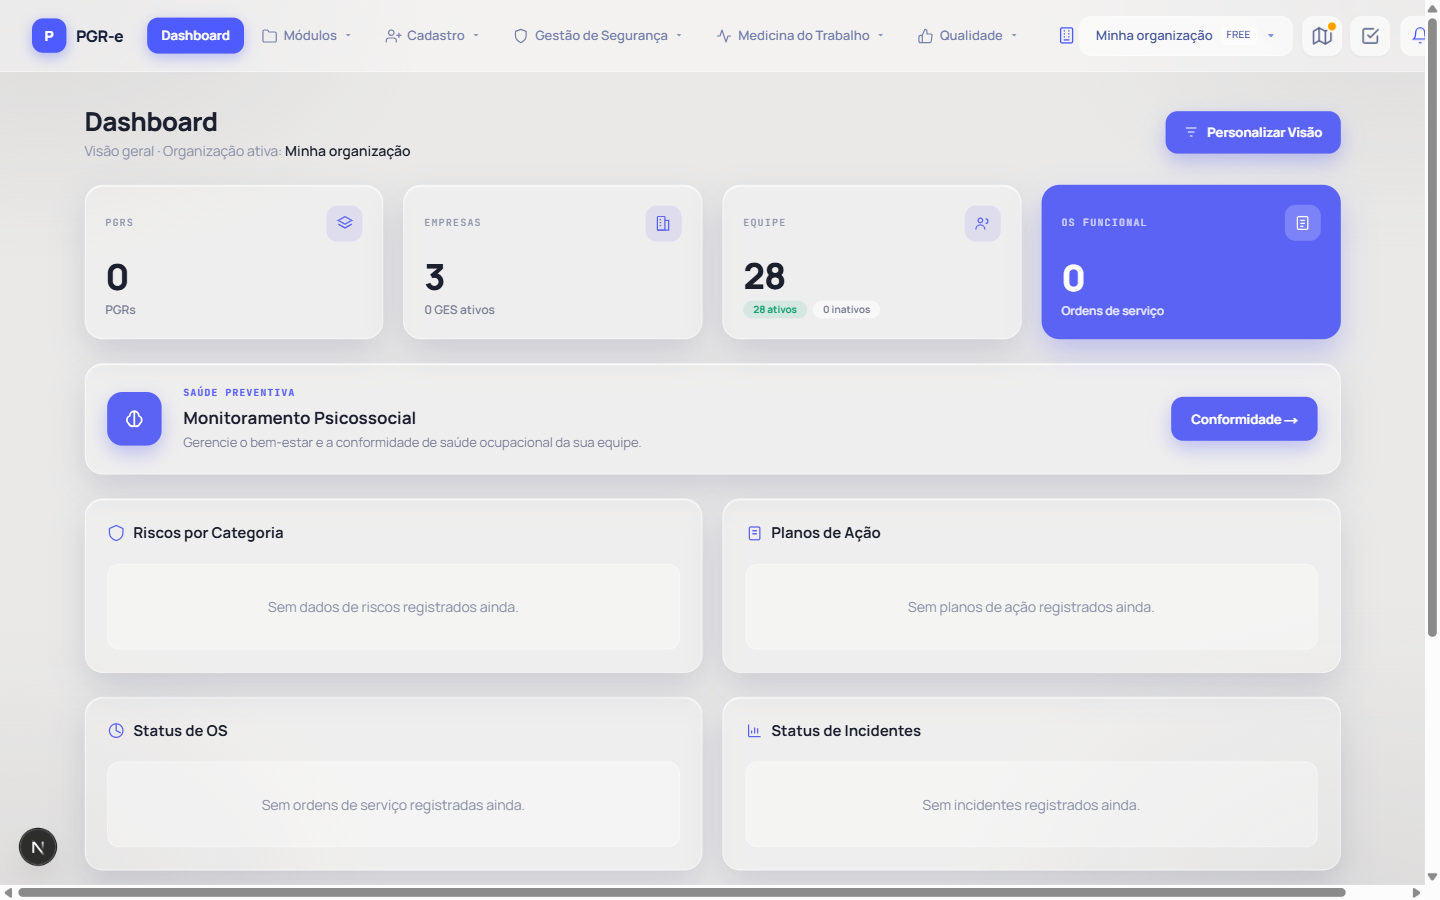 P PGR-e Dashboard Módulos Cadastro Gestão de Segurança Medicina do Trabalho Qualidade Minha organização FREE
Dashboard
Visão geral · Organização ativa: Minha organização
Personalizar Visão
PGRS
0
PGRs
EMPRESAS
3
0 GES ativos
EQUIPE
28
28 ativos 0 inativos
OS FUNCIONAL
0
Ordens de serviço
SAÚDE PREVENTIVA
Monitoramento Psicossocial
Gerencie o bem-estar e a conformidade de saúde ocupacional da sua equipe.
Conformidade →
Riscos por Categoria
Sem dados de riscos registrados ainda.
Planos de Ação
Sem planos de ação registrados ainda.
Status de OS
Sem ordens de serviço registradas ainda.
Status de Incidentes
Sem incidentes registrados ainda.
N